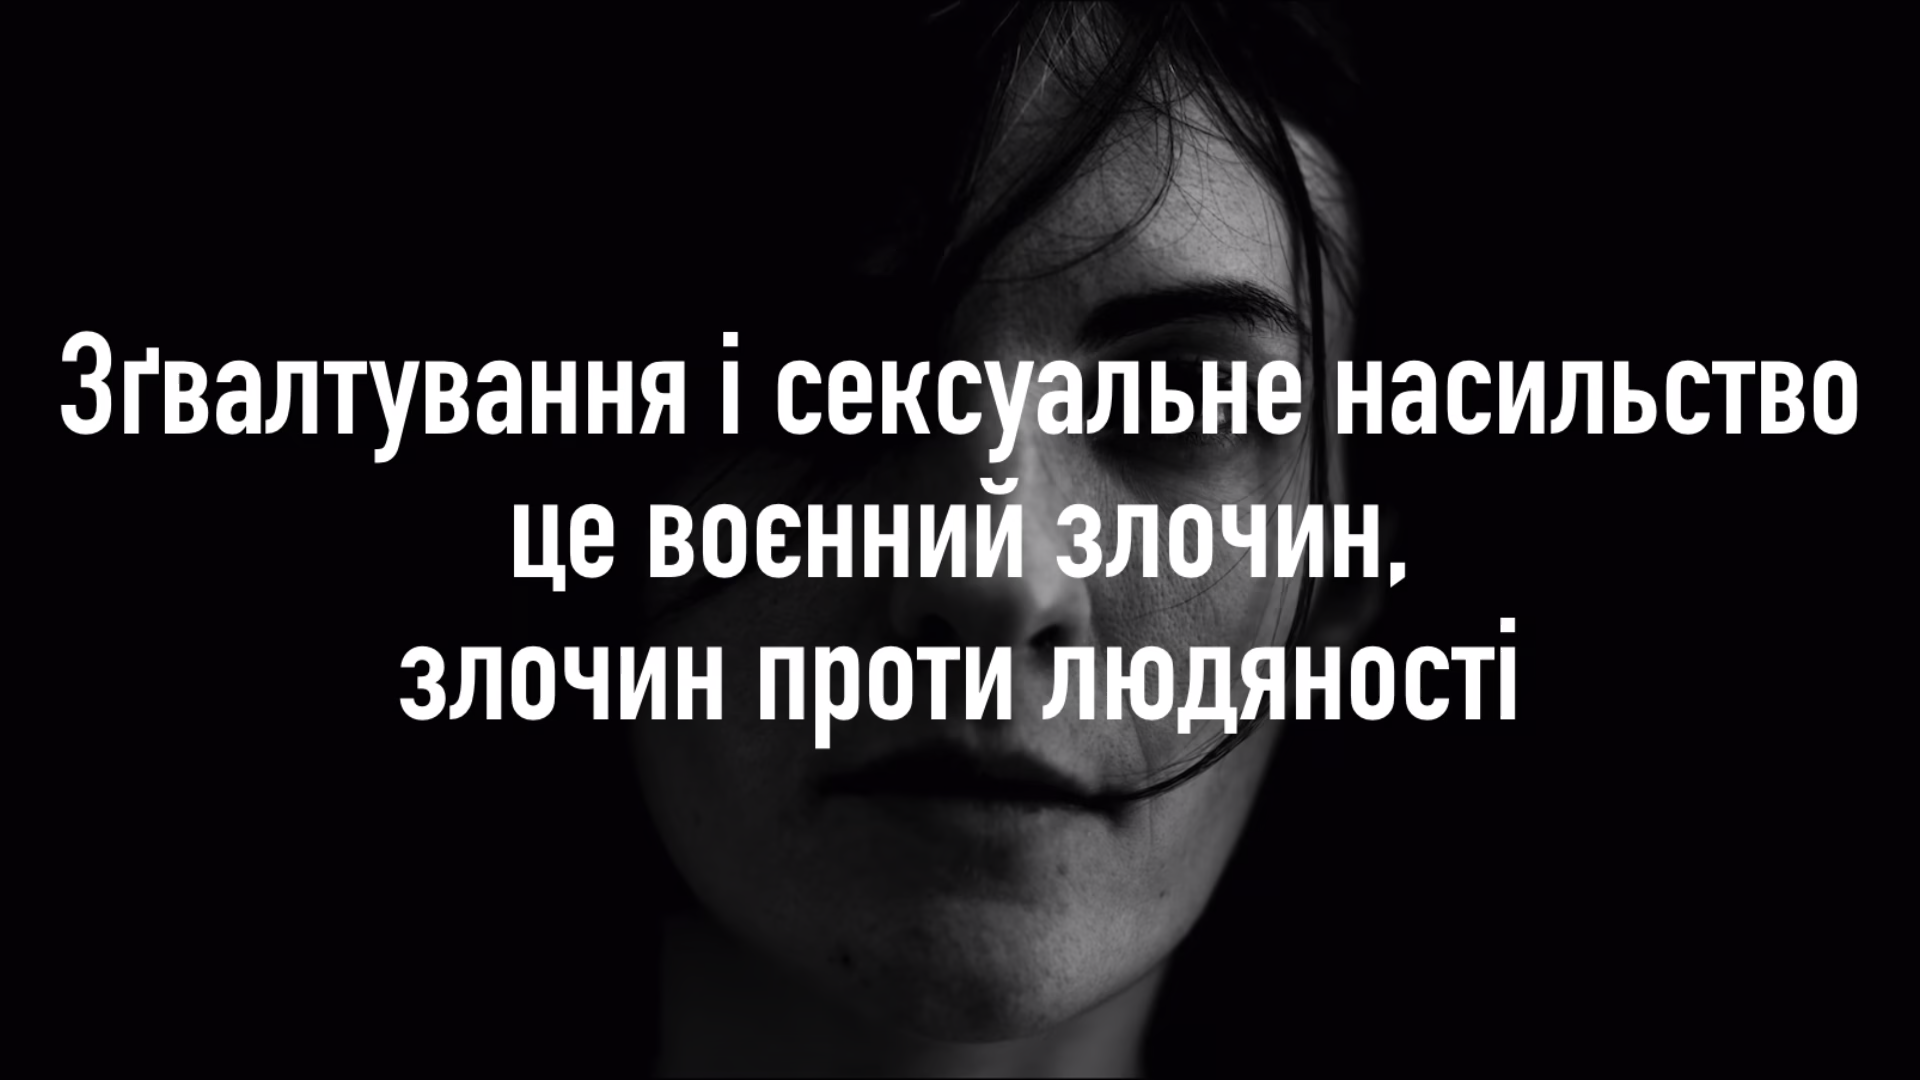 Зґвалтування і сексуальне насильство
це воєнний злочин,
злочин проти людяності